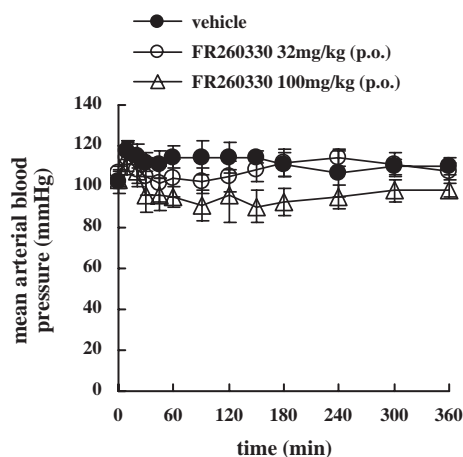 vehicle
FR260330 32mg/kg (p.o.)
FR260330 100mg/kg (p.o.)
mean arterial blood
pressure (mmHg)
140
120
100
80
60
40
20
0
0 60 120 180 240 300 360
time (min)